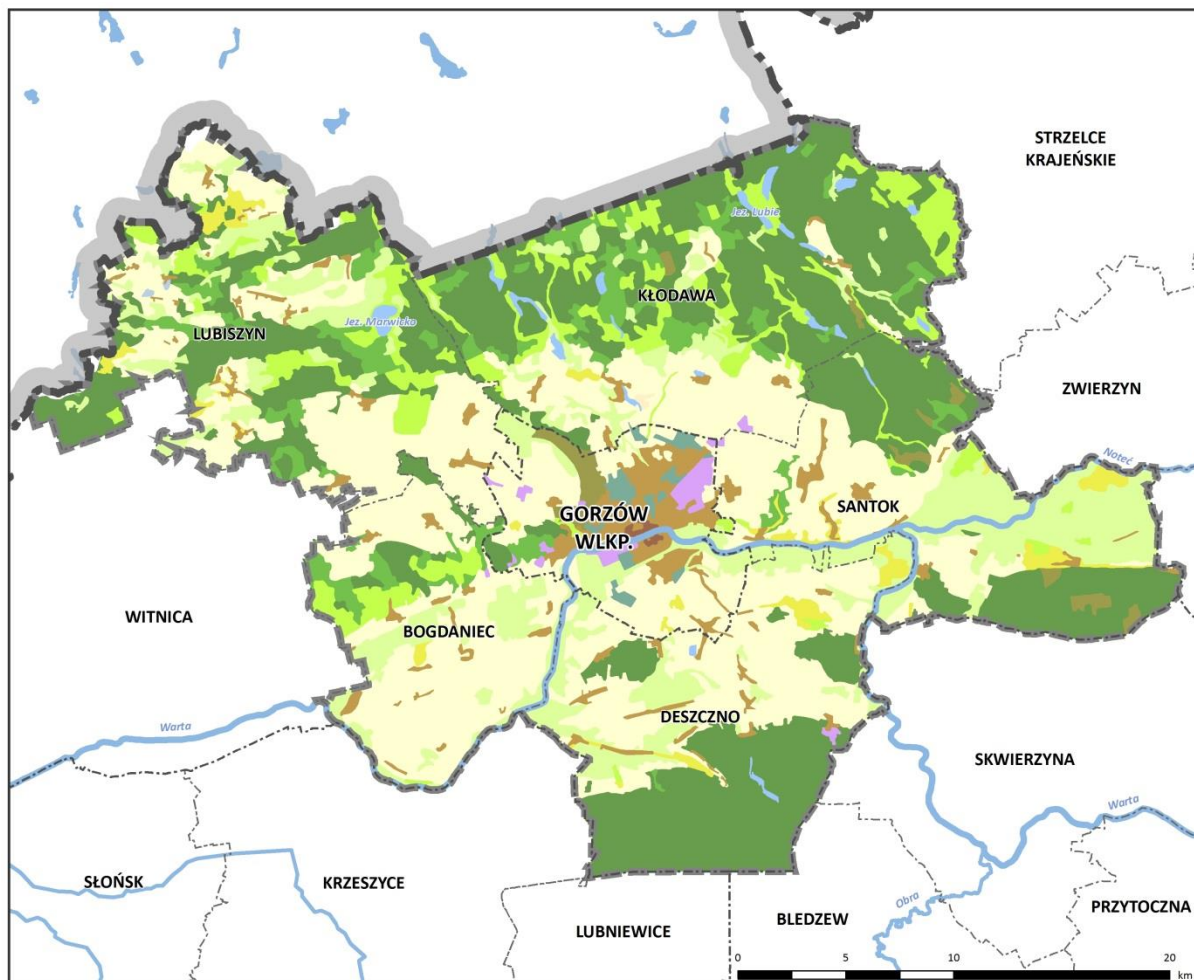 STRZELCE
KRAJEŃSKIE
Jez. Lubie
KŁODAWA
Jez. Marwicko
LUBISZYN
ZWIERZYN
Noteć
SANTOK
GORZÓW
WLKP.
WITNICA
BOGDANIEC
DESZCZNO
Warta
SKWIERZYNA
Warta
SŁOŃSK
KRZESZYCE
Obra
PRZYTOCZNA
BLEDZEW
LUBNIEWICE
0 5 10 20
km